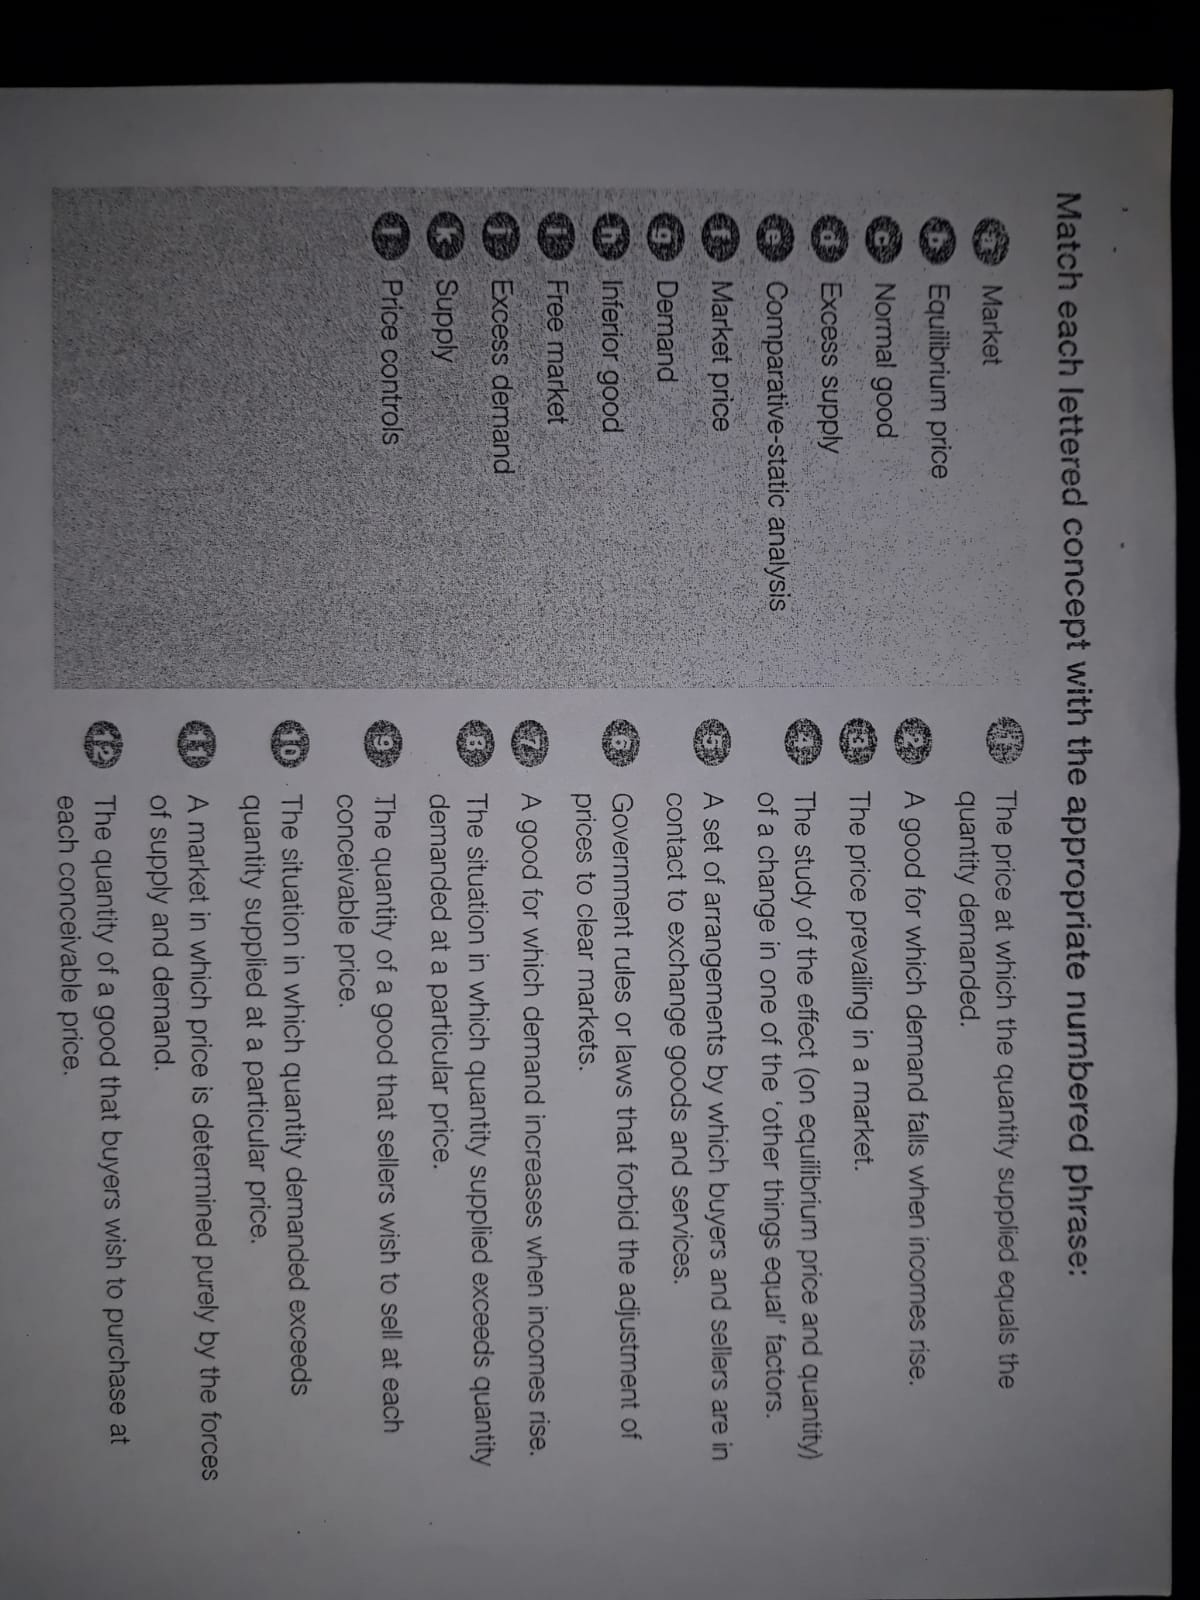 Match each lettered concept with the appropriate numbered phrase:
a Market
b Equilibrium price
c Normal good
d Excess supply
e Comparative-static analysis
f Market price
g Demand
h Inferior good
i Free market
j Excess demand
k Supply
l Price controls
1 The price at which the quantity supplied equals the
quantity demanded.
2 A good for which demand falls when incomes rise.
3 The price prevailing in a market.
4 The study of the effect (on equilibrium price and quantity)
of a change in one of the ‘other things equal’ factors.
5 A set of arrangements by which buyers and sellers are in
contact to exchange goods and services.
6 Government rules or laws that forbid the adjustment of
prices to clear markets.
7 A good for which demand increases when incomes rise.
8 The situation in which quantity supplied exceeds quantity
demanded at a particular price.
9 The quantity of a good that sellers wish to sell at each
conceivable price.
10 The situation in which quantity demanded exceeds
quantity supplied at a particular price.
11 A market in which price is determined purely by the forces
of supply and demand.
12 The quantity of a good that buyers wish to purchase at
each conceivable price.